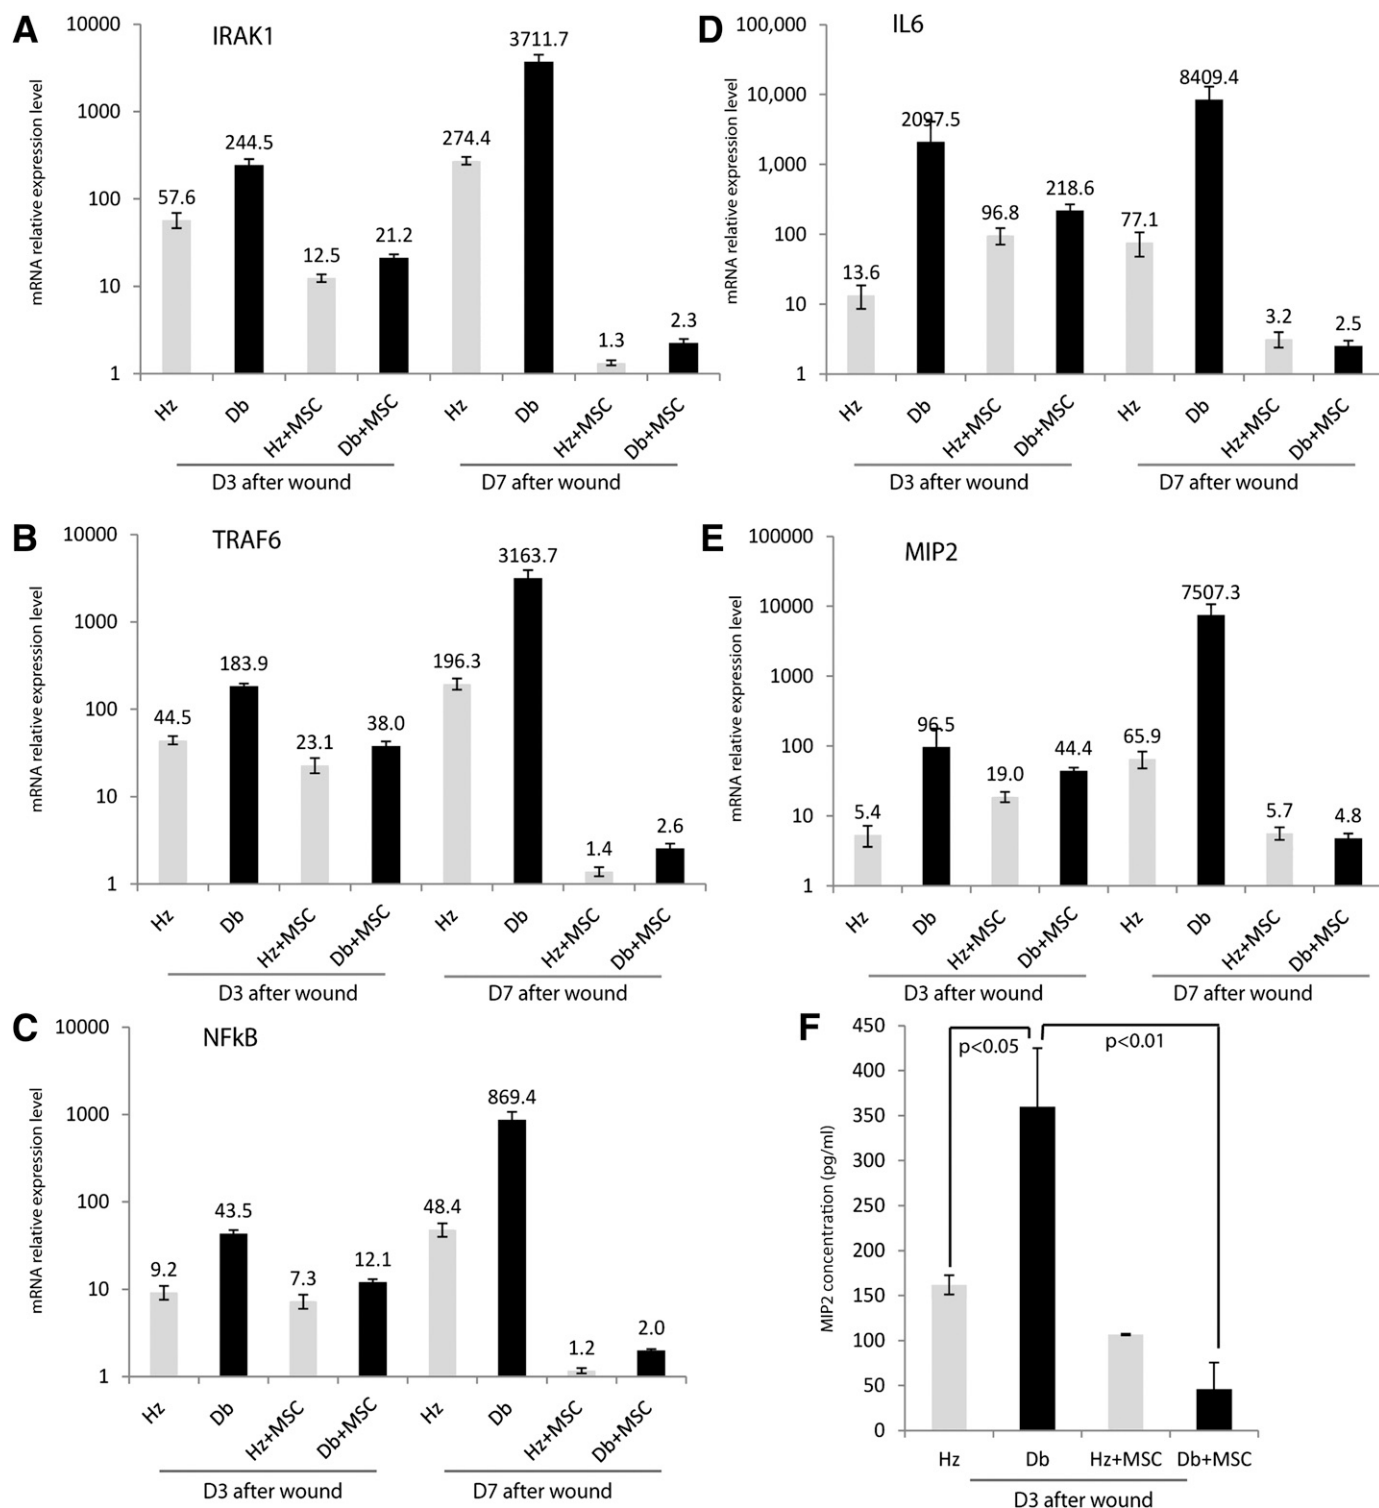 A
IRAK1
mRNA relative expression level
10000
1000
100
10
1
57.6
244.5
12.5
21.2
274.4
3711.7
1.3
2.3
Hz
Db
Hz+MSC
Db+MSC
Hz
Db
Hz+MSC
Db+MSC
D3 after wound
D7 after wound
B
TRAF6
mRNA relative expression level
10000
1000
100
10
1
44.5
183.9
23.1
38.0
196.3
3163.7
1.4
2.6
Hz
Db
Hz+MSC
Db+MSC
Hz
Db
Hz+MSC
Db+MSC
D3 after wound
D7 after wound
C
NFkB
mRNA relative expression level
10000
1000
100
10
1
9.2
43.5
7.3
12.1
48.4
869.4
1.2
2.0
Hz
Db
Hz+MSC
Db+MSC
Hz
Db
Hz+MSC
Db+MSC
D3 after wound
D7 after wound
D
IL6
mRNA relative expression level
100,000
10,000
1,000
100
10
1
13.6
2097.5
96.8
218.6
77.1
8409.4
3.2
2.5
Hz
Db
Hz+MSC
Db+MSC
Hz
Db
Hz+MSC
Db+MSC
D3 after wound
D7 after wound
E
MIP2
mRNA relative expression level
100000
10000
1000
100
10
1
5.4
96.5
19.0
44.4
65.9
7507.3
5.7
4.8
Hz
Db
Hz+MSC
Db+MSC
Hz
Db
Hz+MSC
Db+MSC
D3 after wound
D7 after wound
F
MIP2 concentration (pg/ml)
450
400
350
300
250
200
150
100
50
0
p<0.05
p<0.01
Hz
Db
Hz+MSC
Db+MSC
D3 after wound